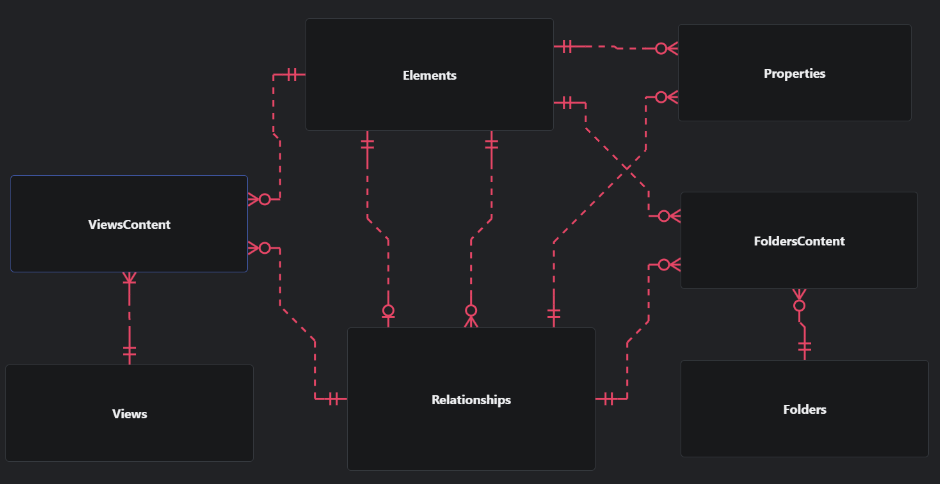 Elements
Properties
ViewsContent
FoldersContent
Relationships
Views
Folders